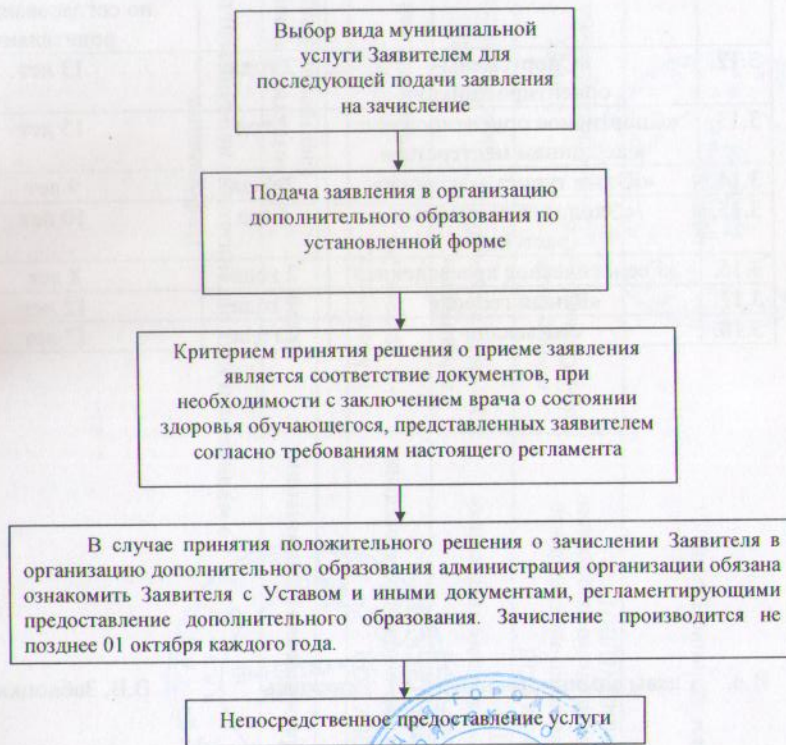 Выбор вида муниципальной
услуги Заявителем для
последующей подачи заявления
на зачисление
Подача заявления в организацию
дополнительного образования по
установленной форме
Критерием принятия решения о приеме заявления
является соответствие документов, при
необходимости с заключением врача о состоянии
здоровья обучающегося, представленных заявителем
согласно требованиям настоящего регламента
В случае принятия положительного решения о зачислении Заявителя в
организацию дополнительного образования администрация организации обязана
ознакомить Заявителя с Уставом и иными документами, регламентирующими
предоставление дополнительного образования. Зачисление производится не
позднее 01 октября каждого года.
Непосредственное предоставление услуги
ГОРОДА